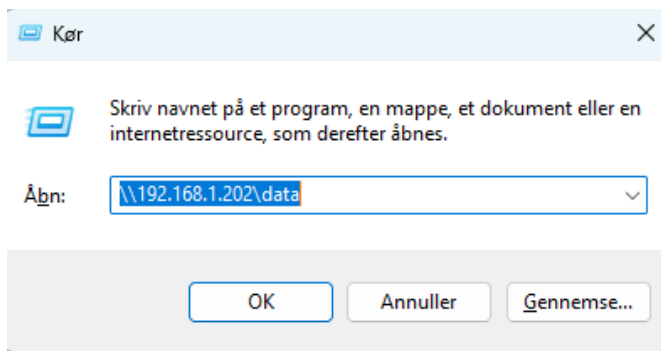 Kør
Skriv navnet på et program, en mappe, et dokument eller en
internetressource, som derefter åbnes.
Åbn:
\\192.168.1.202\data
OK
Annuller
Gennemse...